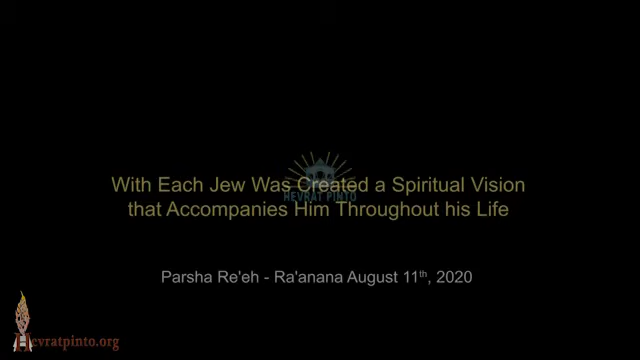 With Each Jew Was Created a Spiritual Vision
HEVRAT PINTO
that Accompanies Him Throughout his Life
Parsha Re'eh - Ra'anana August 11th, 2020
Hevratpinto.org